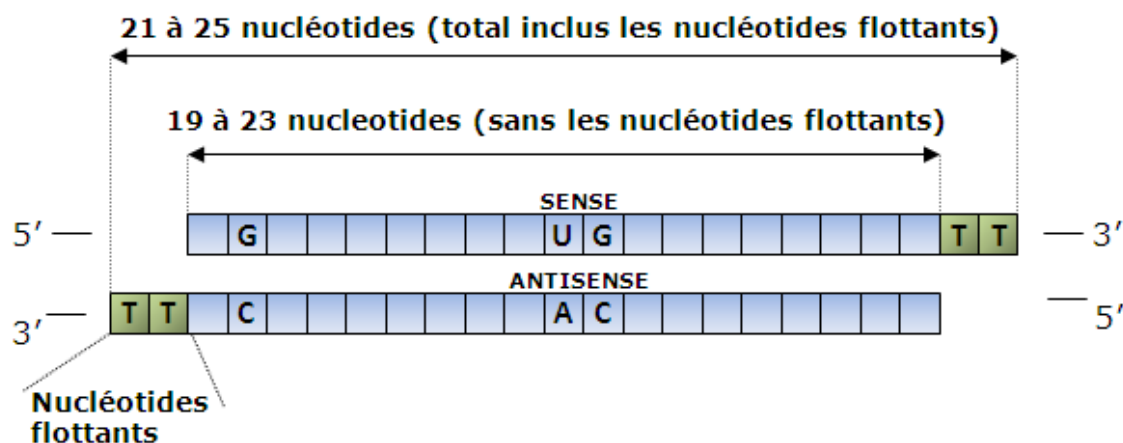 21 à 25 nucléotides (total inclus les nucléotides flottants)
19 à 23 nucleotides (sans les nucléotides flottants)
SENSE
5’ — G U G T T — 3’
ANTISENSE
3’ — T T C A C — 5’
Nucléotides
flottants